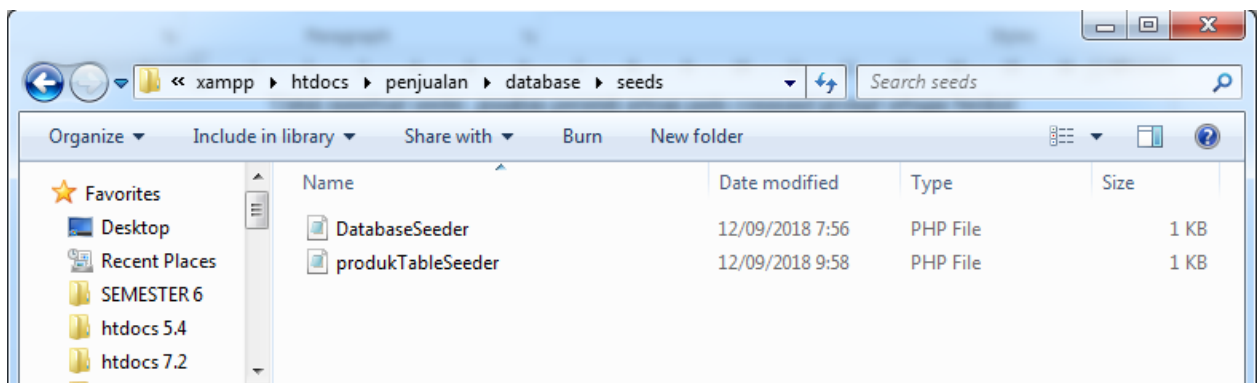 « xampp ▸ htdocs ▸ penjualan ▸ database ▸ seeds
Search seeds
Organize Include in library Share with Burn New folder
Favorites
Desktop
Recent Places
SEMESTER 6
htdocs 5.4
htdocs 7.2
Name Date modified Type Size
DatabaseSeeder 12/09/2018 7:56 PHP File 1 KB
produkTableSeeder 12/09/2018 9:58 PHP File 1 KB